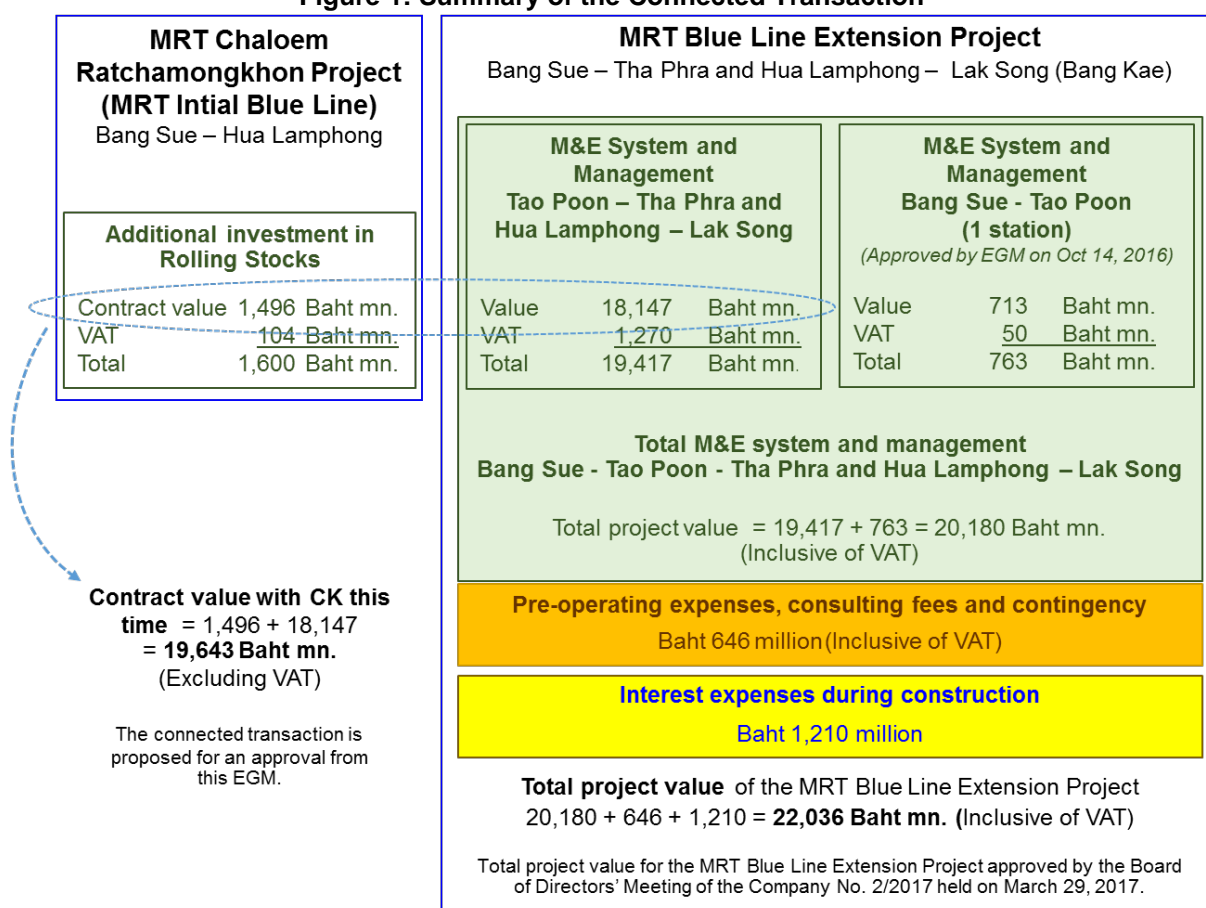 Figure 1: Summary of the Connected Transaction
MRT Chaloem
Ratchamongkhon Project
(MRT Intial Blue Line)
Bang Sue – Hua Lamphong
Additional investment in
Rolling Stocks
Contract value 1,496 Baht mn.
VAT 104 Baht mn.
Total 1,600 Baht mn.
Contract value with CK this
time = 1,496 + 18,147
= 19,643 Baht mn.
(Excluding VAT)
The connected transaction is
proposed for an approval from
this EGM.
MRT Blue Line Extension Project
Bang Sue – Tha Phra and Hua Lamphong – Lak Song (Bang Kae)
M&E System and
Management
Tao Poon – Tha Phra and
Hua Lamphong – Lak Song
Value 18,147 Baht mn.
VAT 1,270 Baht mn.
Total 19,417 Baht mn.
M&E System and
Management
Bang Sue - Tao Poon
(1 station)
(Approved by EGM on Oct 14, 2016)
Value 713 Baht mn.
VAT 50 Baht mn.
Total 763 Baht mn.
Total M&E system and management
Bang Sue - Tao Poon - Tha Phra and Hua Lamphong – Lak Song
Total project value = 19,417 + 763 = 20,180 Baht mn.
(Inclusive of VAT)
Pre-operating expenses, consulting fees and contingency
Baht 646 million (Inclusive of VAT)
Interest expenses during construction
Baht 1,210 million
Total project value of the MRT Blue Line Extension Project
20,180 + 646 + 1,210 = 22,036 Baht mn. (Inclusive of VAT)
Total project value for the MRT Blue Line Extension Project approved by the Board
of Directors' Meeting of the Company No. 2/2017 held on March 29, 2017.